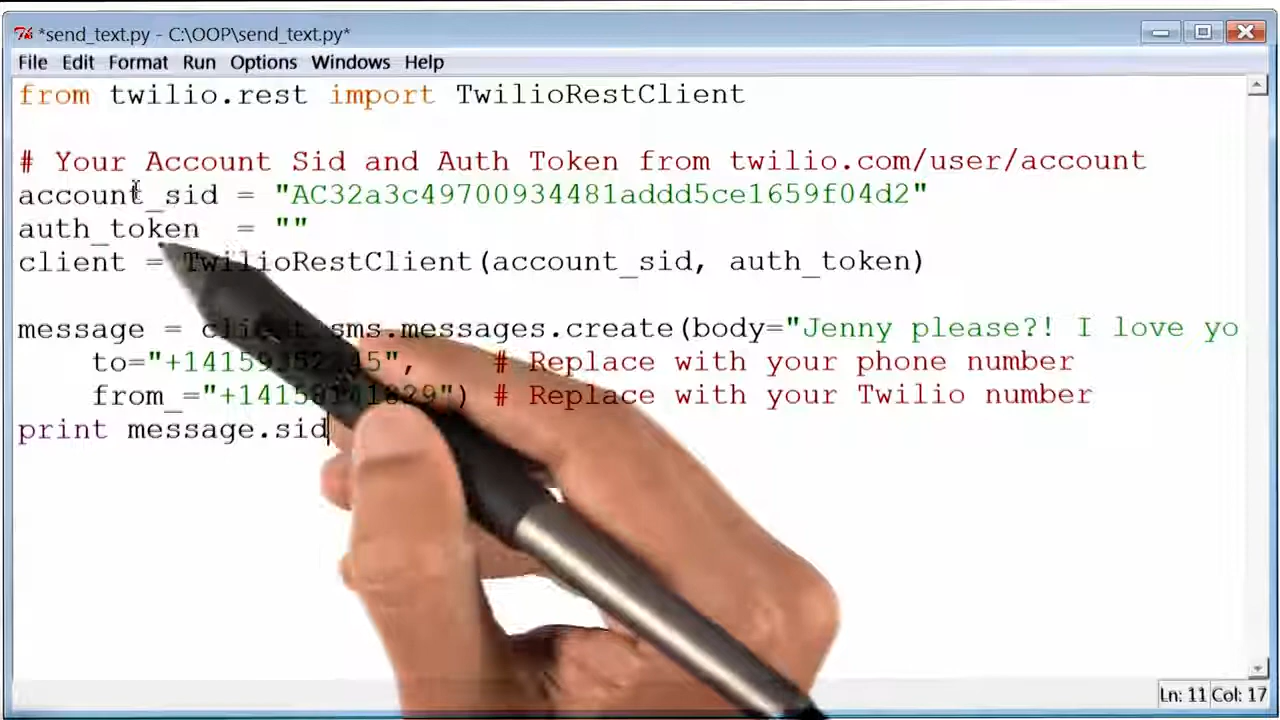 *send_text.py - C:\OOP\send_text.py*
File Edit Format Run Options Windows Help
from twilio.rest import TwilioRestClient
# Your Account Sid and Auth Token from twilio.com/user/account
account_sid = "AC32a3c49700934481addd5ce1659f04d2"
auth_token = ""
client = TwilioRestClient(account_sid, auth_token)
message = client.sms.messages.create(body="Jenny please?! I love yo
to=" # Replace with your phone number
from_=" # Replace with your Twilio number
print message.sid
Ln: 11 Col: 17